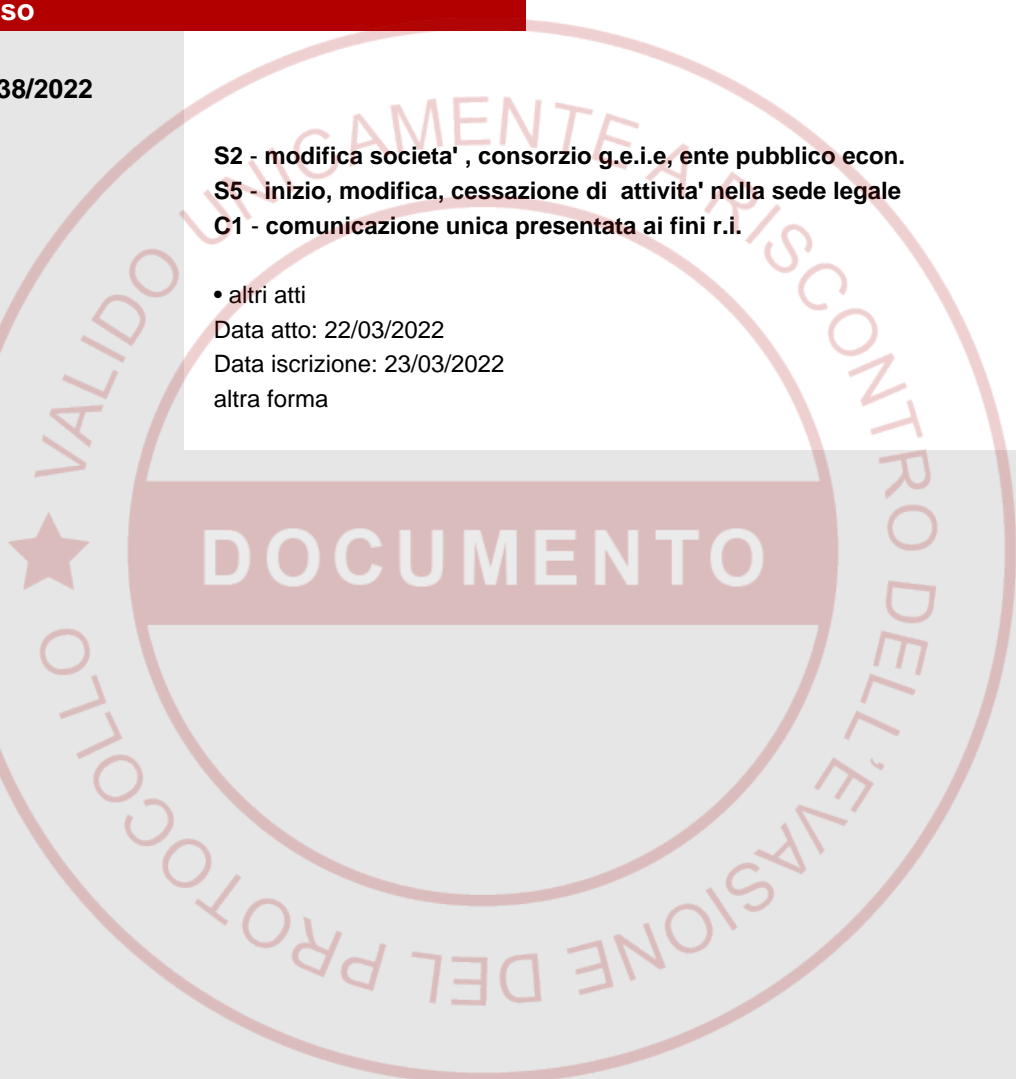 so
38/2022
S2 - modifica societa' , consorzio g.e.i.e, ente pubblico econ.
S5 - inizio, modifica, cessazione di attivita' nella sede legale
C1 - comunicazione unica presentata ai fini r.i.
• altri atti
Data atto: 22/03/2022
Data iscrizione: 23/03/2022
altra forma
VALIDO UNICAMENTE A RISCONTRO DELL'EVASIONE DEL PROTOCOLLO
DOCUMENTO